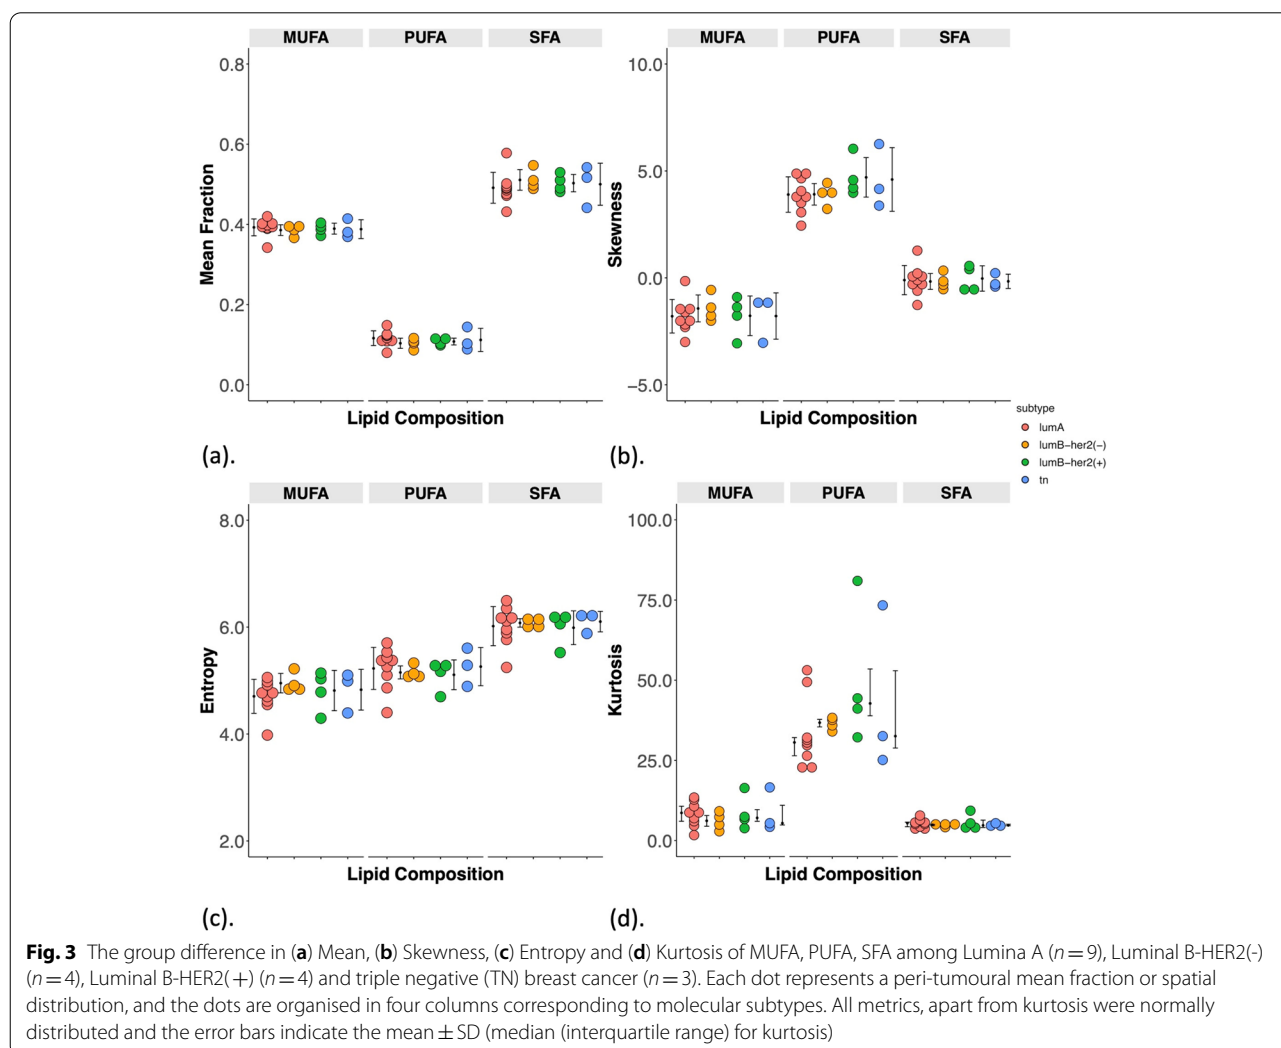 MUFA PUFA SFA
0.8
0.6
0.4
0.2
0.0
Mean Fraction
Lipid Composition
(a).
MUFA PUFA SFA
10.0
5.0
0.0
−5.0
Skewness
Lipid Composition
(b).
subtype
lumA
lumB−her2(−)
lumB−her2(+)
tn
MUFA PUFA SFA
8.0
6.0
4.0
2.0
Entropy
Lipid Composition
(c).
MUFA PUFA SFA
100.0
75.0
50.0
25.0
0.0
Kurtosis
Lipid Composition
(d).
Fig. 3 The group difference in (a) Mean, (b) Skewness, (c) Entropy and (d) Kurtosis of MUFA, PUFA, SFA among Lumina A (n = 9), Luminal B-HER2(-)
(n = 4), Luminal B-HER2(+) (n = 4) and triple negative (TN) breast cancer (n = 3). Each dot represents a peri-tumoural mean fraction or spatial
distribution, and the dots are organised in four columns corresponding to molecular subtypes. All metrics, apart from kurtosis were normally
distributed and the error bars indicate the mean ± SD (median (interquartile range) for kurtosis)